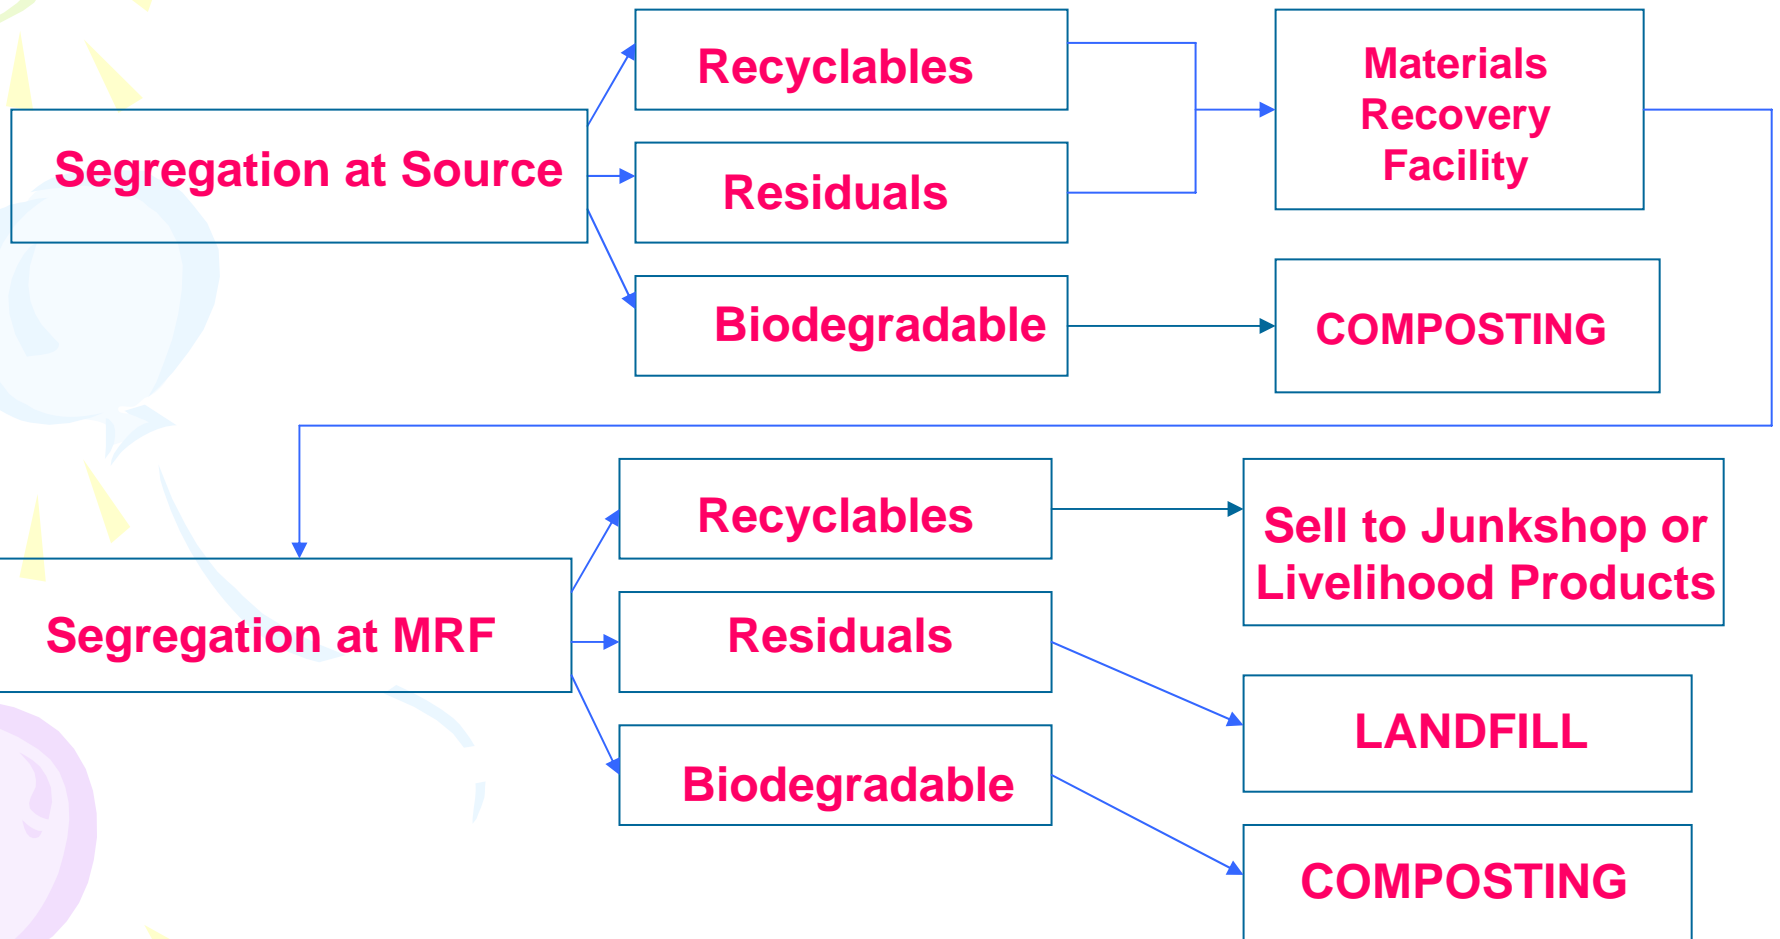 Recyclables
Materials
Recovery
Facility
Segregation at Source
Residuals
Biodegradable
COMPOSTING
Recyclables
Sell to Junkshop or
Livelihood Products
Segregation at MRF
Residuals
LANDFILL
Biodegradable
COMPOSTING